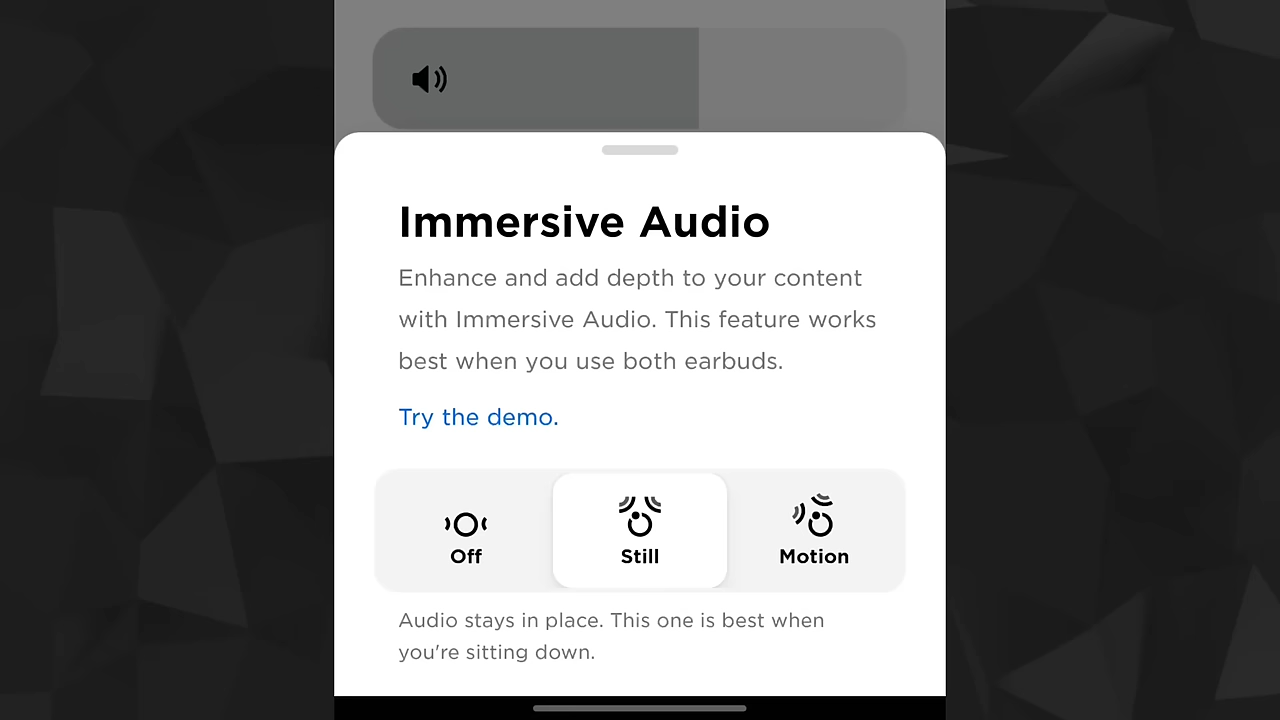 Immersive Audio
Enhance and add depth to your content
with Immersive Audio. This feature works
best when you use both earbuds.
Try the demo.
Off
Still
Motion
Audio stays in place. This one is best when
you're sitting down.